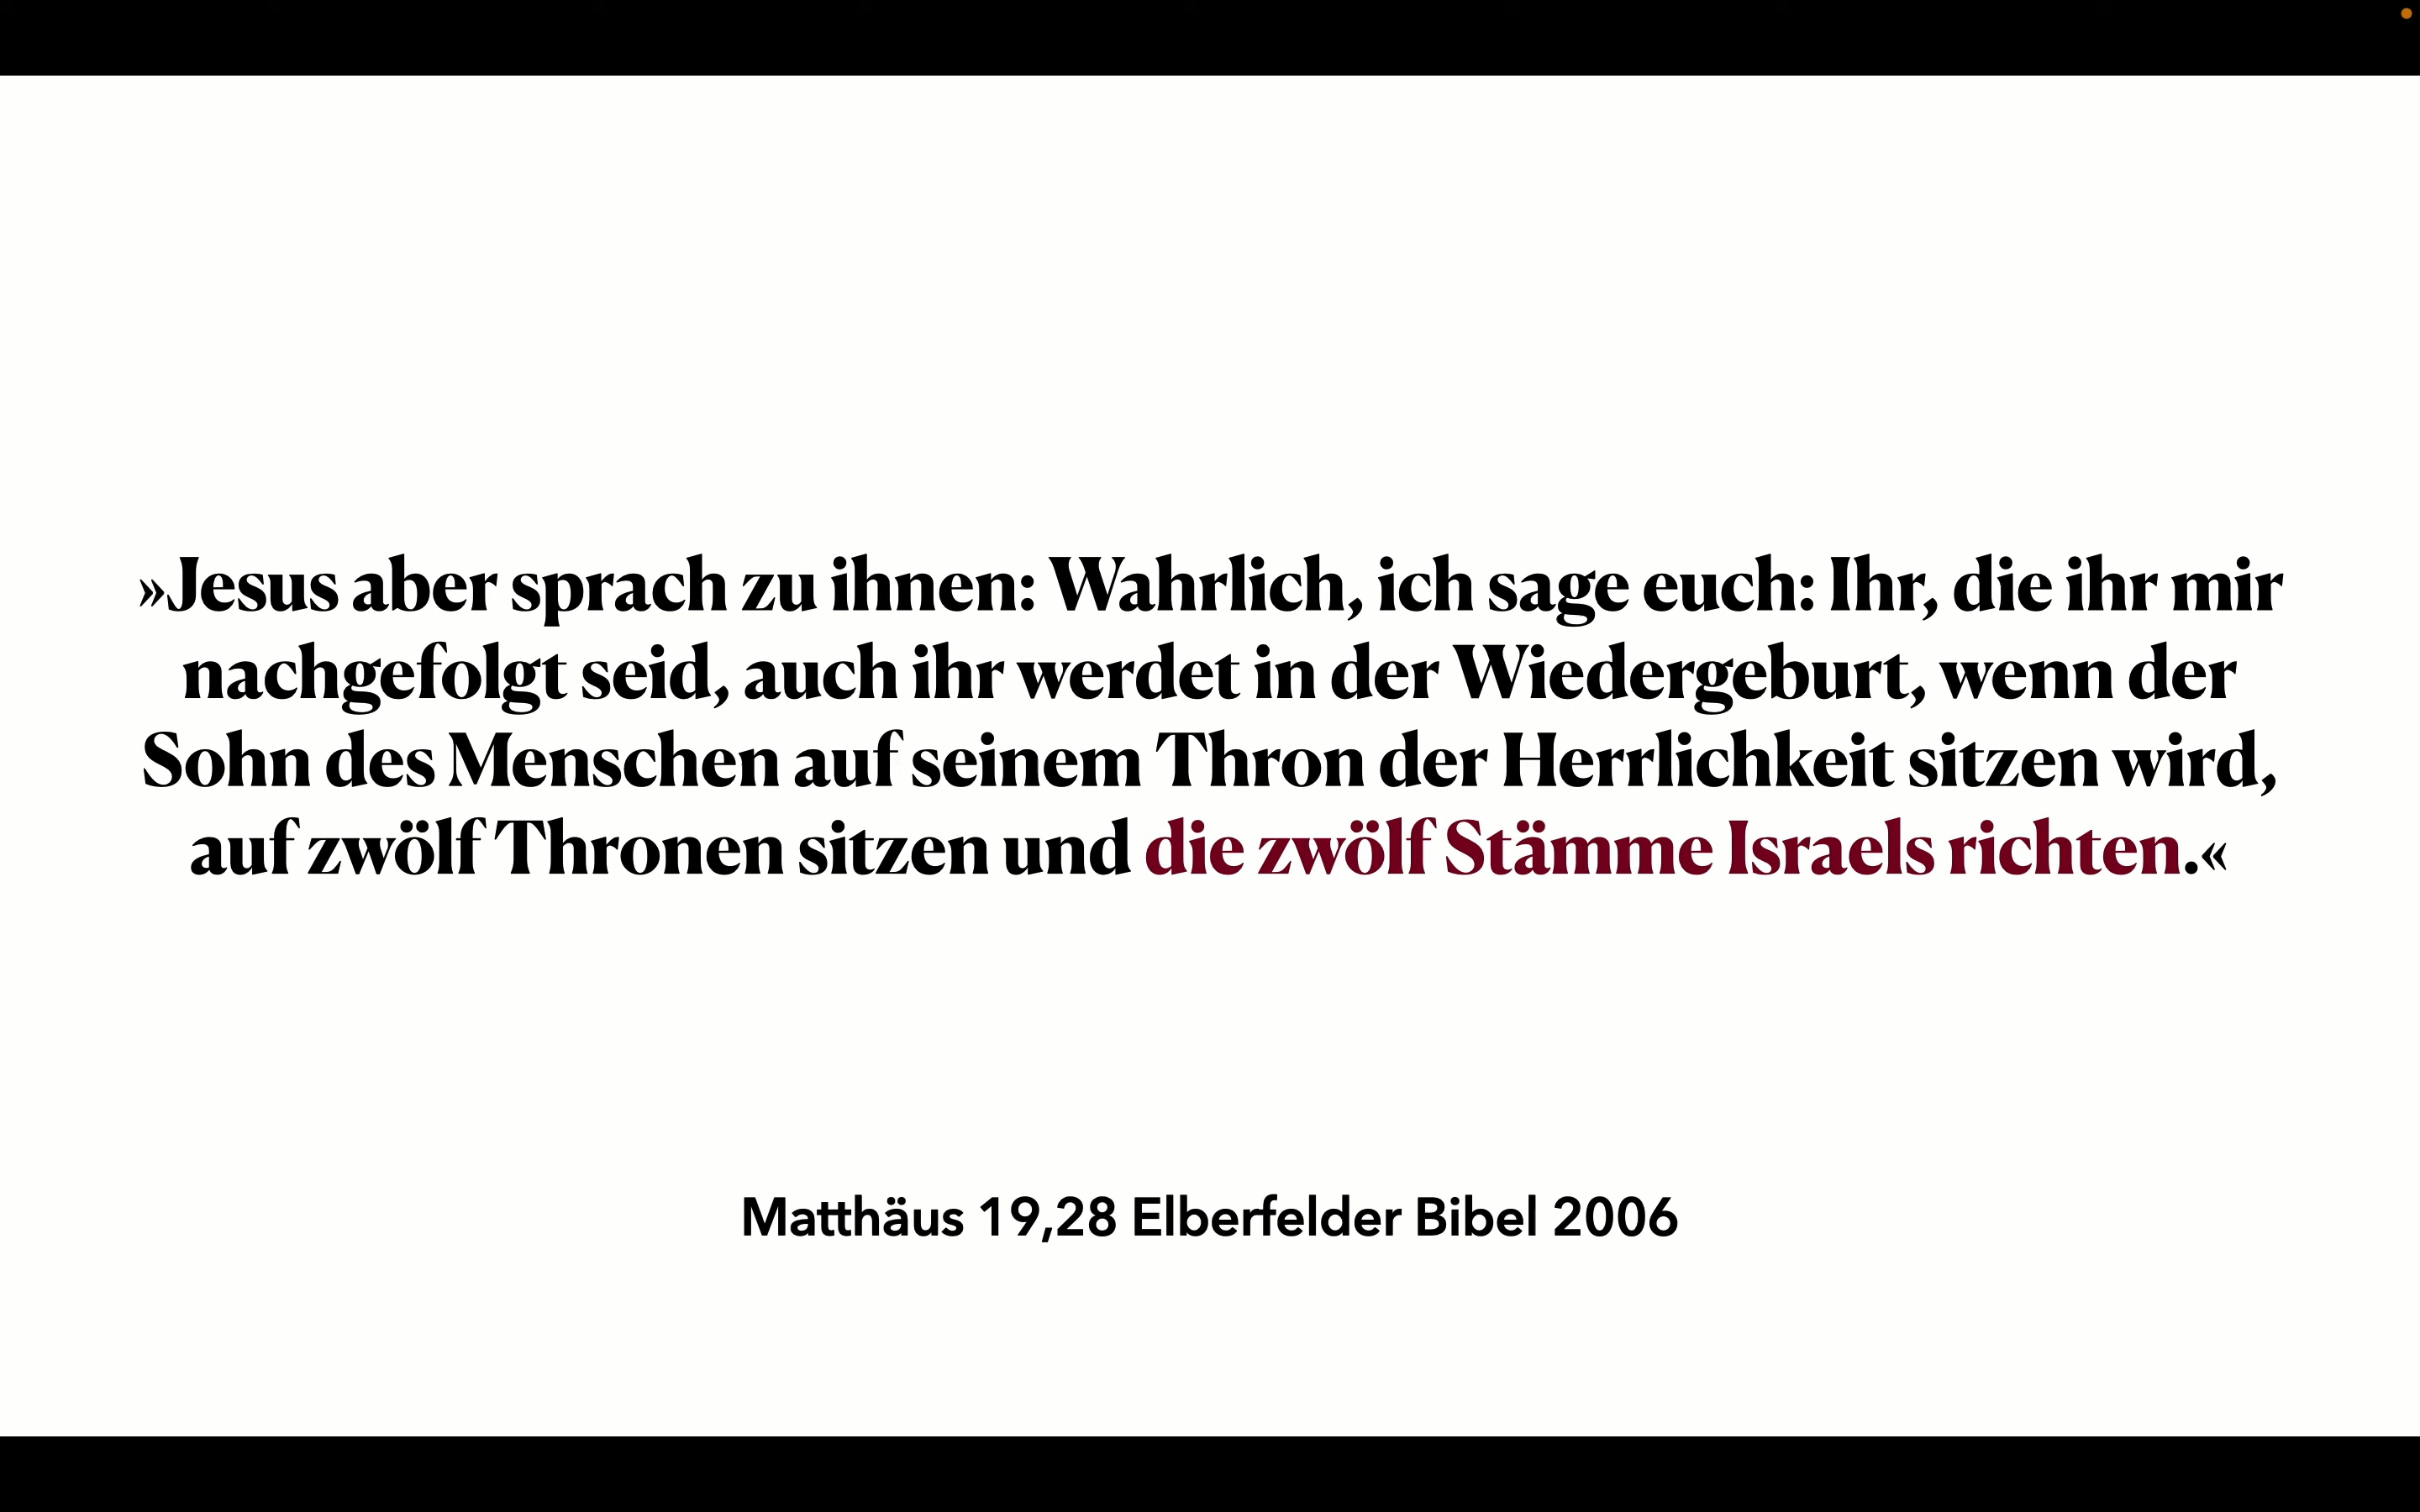 »Jesus aber sprach zu ihnen: Wahrlich, ich sage euch: Ihr, die ihr mir
nachgefolgt seid, auch ihr werdet in der Wiedergeburt, wenn der
Sohn des Menschen auf seinem Thron der Herrlichkeit sitzen wird,
auf zwölf Thronen sitzen und die zwölf Stämme Israels richten.«
Matthäus 19,28 Elberfelder Bibel 2006